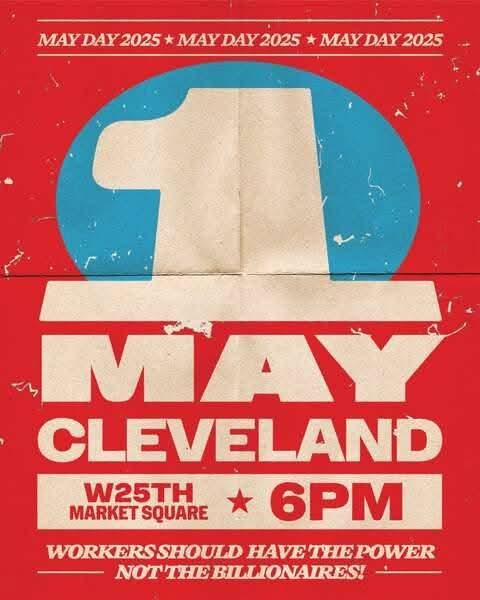 MAY DAY 2025 ★ MAY DAY 2025 ★ MAY DAY 2025
1
MAY
CLEVELAND
W25TH
MARKET SQUARE ★ 6PM
WORKERS SHOULD HAVE THE POWER
NOT THE BILLIONAIRES!